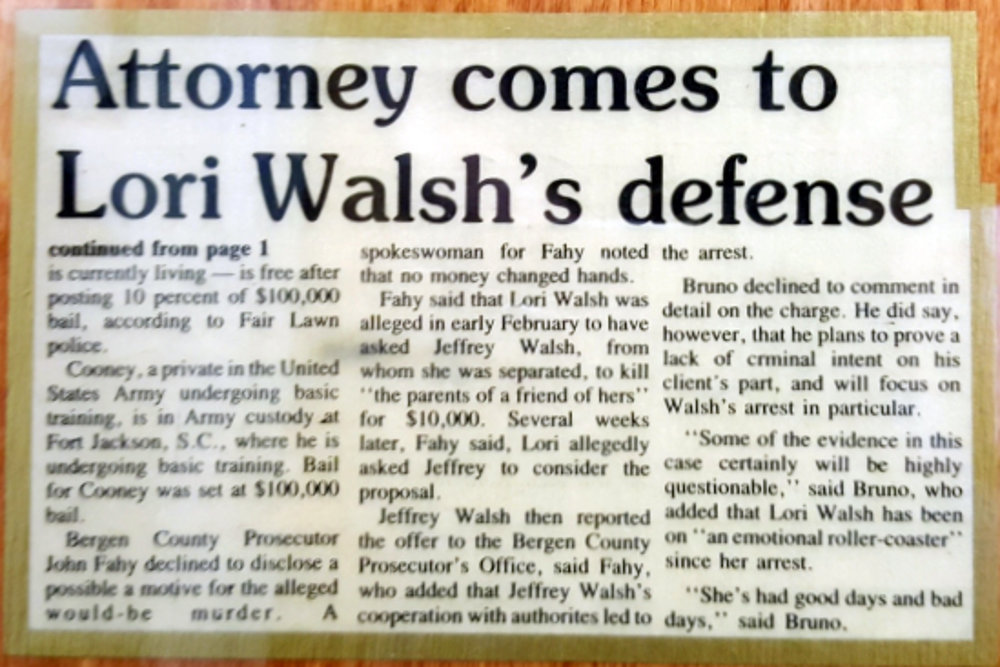 Attorney comes to
Lori Walsh's defense
continued from page 1
is currently living — is free after
posting 10 percent of $100,000
bail, according to Fair Lawn
police.
Cooney, a private in the United
States Army undergoing basic
training, is in Army custody at
Fort Jackson, S.C., where he is
undergoing basic training. Bail
for Cooney was set at $100,000
bail.
Bergen County Prosecutor
John Fahy declined to disclose a
possible a motive for the alleged
would-be murder. A
spokeswoman for Fahy noted
that no money changed hands.
Fahy said that Lori Walsh was
alleged in early February to have
asked Jeffrey Walsh, from
whom she was separated, to kill
"the parents of a friend of hers"
for $10,000. Several weeks
later, Fahy said, Lori allegedly
asked Jeffrey to consider the
proposal.
Jeffrey Walsh then reported
the offer to the Bergen County
Prosecutor's Office, said Fahy,
who added that Jeffrey Walsh's
cooperation with authorites led to
the arrest.
Bruno declined to comment in
detail on the charge. He did say,
however, that he plans to prove a
lack of crminal intent on his
client's part, and will focus on
Walsh's arrest in particular.
"Some of the evidence in this
case certainly will be highly
questionable," said Bruno, who
added that Lori Walsh has been
on "an emotional roller-coaster"
since her arrest.
"She's had good days and bad
days," said Bruno.